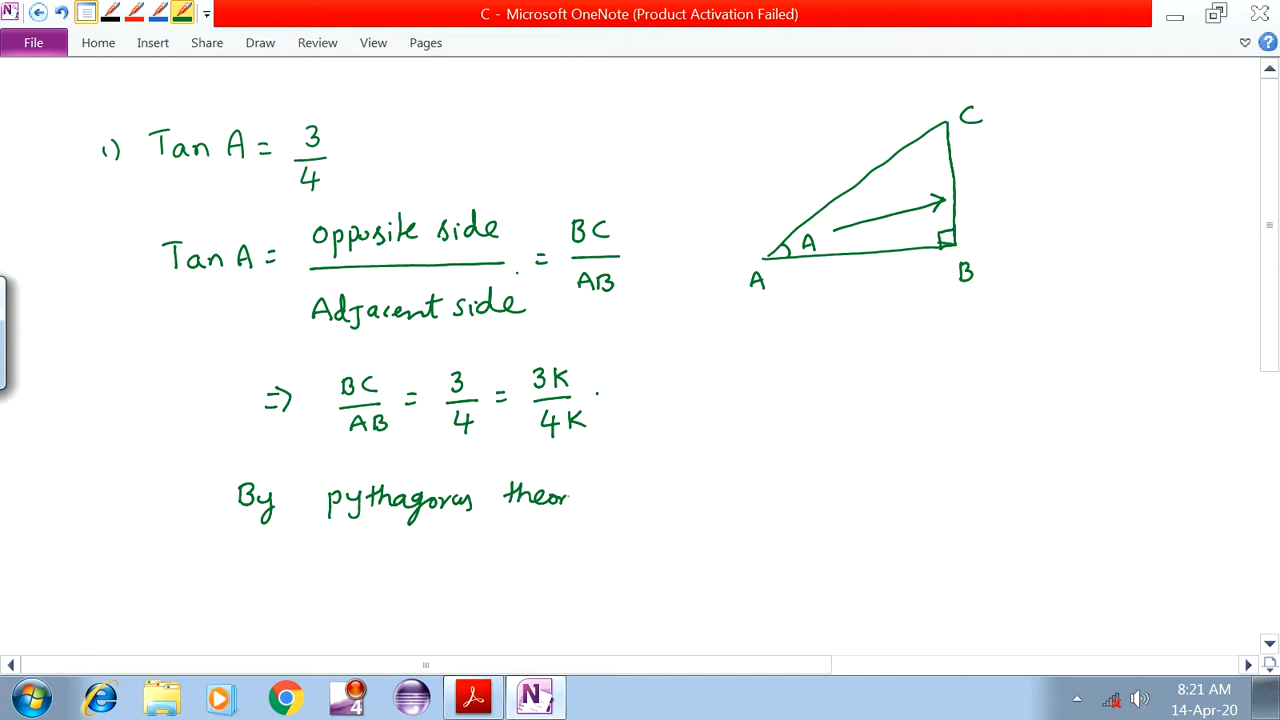 C - Microsoft OneNote (Product Activation Failed)
File Home Insert Share Draw Review View Pages
1) Tan A = 3/4
Tan A = Opposite side / Adjacent side = BC/AB
⇒ BC/AB = 3/4 = 3K/4K
By pythagoras theor
C
A
A
B
4
8:21 AM
14-Apr-20